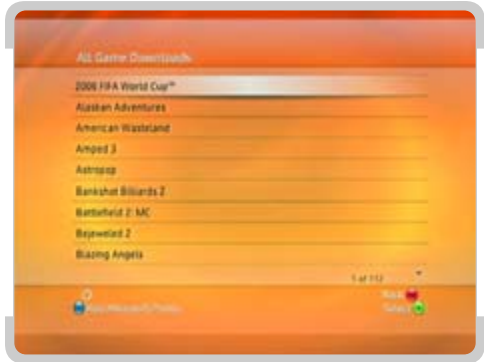 All Game Downloads
2006 FIFA World Cup™
Alaskan Adventures
American Wasteland
Amped 3
Astropop
Bankshot Billiards 2
Battlefield 2: MC
Bejeweled 2
Blazing Angels
1 of 112
Back
Select